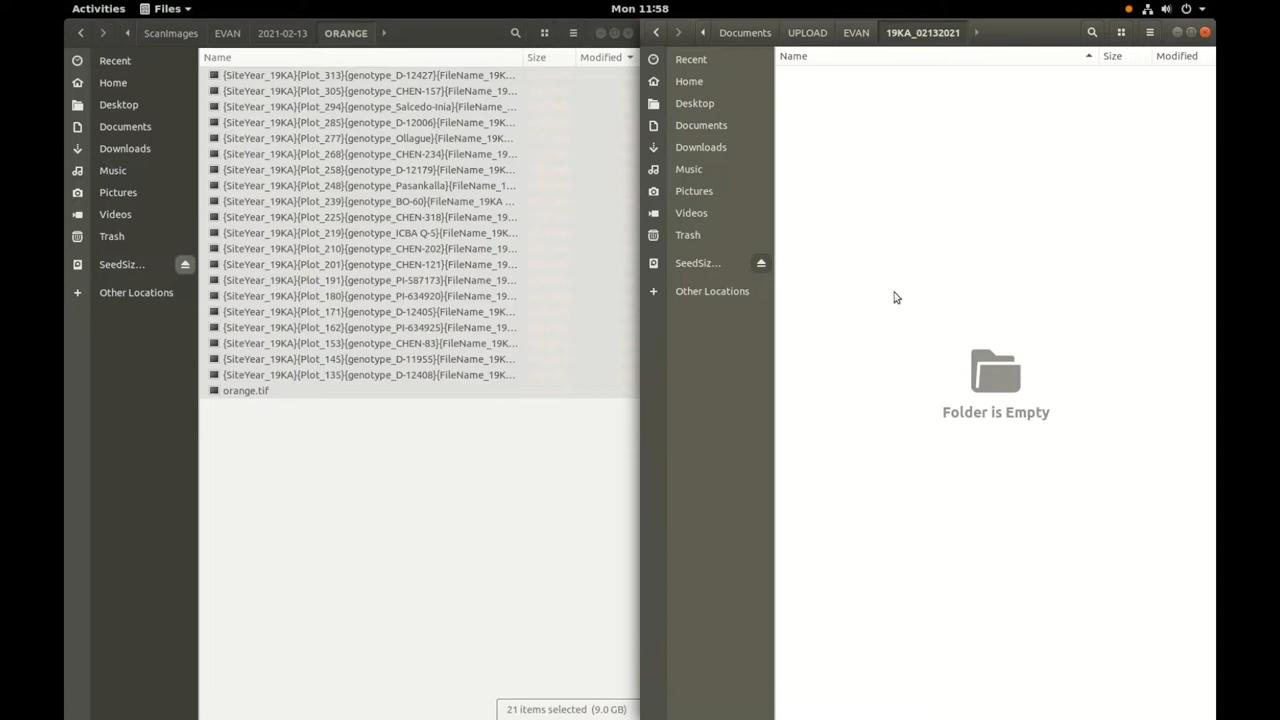 Activities Files Mon 11:58
ScanImages EVAN 2021-02-13 ORANGE
Name Size Modified
Recent
Home
Desktop
Documents
Downloads
Music
Pictures
Videos
Trash
SeedSiz...
Other Locations
{SiteYear_19KA}{Plot_313}{genotype_D-12427}{FileName_19K...
{SiteYear_19KA}{Plot_305}{genotype_CHEN-157}{FileName_19...
{SiteYear_19KA}{Plot_294}{genotype_Salcedo-Inia}{FileName_...
{SiteYear_19KA}{Plot_285}{genotype_D-12006}{FileName_19K...
{SiteYear_19KA}{Plot_277}{genotype_Ollague}{FileName_19K...
{SiteYear_19KA}{Plot_268}{genotype_CHEN-234}{FileName_19...
{SiteYear_19KA}{Plot_258}{genotype_D-12179}{FileName_19K...
{SiteYear_19KA}{Plot_248}{genotype_Pasankalla}{FileName_1...
{SiteYear_19KA}{Plot_239}{genotype_BO-60}{FileName_19KA ...
{SiteYear_19KA}{Plot_225}{genotype_CHEN-318}{FileName_19...
{SiteYear_19KA}{Plot_219}{genotype_ICBA Q-5}{FileName_19K...
{SiteYear_19KA}{Plot_210}{genotype_CHEN-202}{FileName_19...
{SiteYear_19KA}{Plot_201}{genotype_CHEN-121}{FileName_19...
{SiteYear_19KA}{Plot_191}{genotype_PI-587173}{FileName_19...
{SiteYear_19KA}{Plot_180}{genotype_PI-634920}{FileName_19...
{SiteYear_19KA}{Plot_171}{genotype_D-12405}{FileName_19K...
{SiteYear_19KA}{Plot_162}{genotype_PI-634925}{FileName_19...
{SiteYear_19KA}{Plot_153}{genotype_CHEN-83}{FileName_19K...
{SiteYear_19KA}{Plot_145}{genotype_D-11955}{FileName_19K...
{SiteYear_19KA}{Plot_135}{genotype_D-12408}{FileName_19K...
orange.tif
21 items selected (9.0 GB)
Documents UPLOAD EVAN 19KA_02132021
Name Size Modified
Recent
Home
Desktop
Documents
Downloads
Music
Pictures
Videos
Trash
SeedSiz...
Other Locations
Folder is Empty